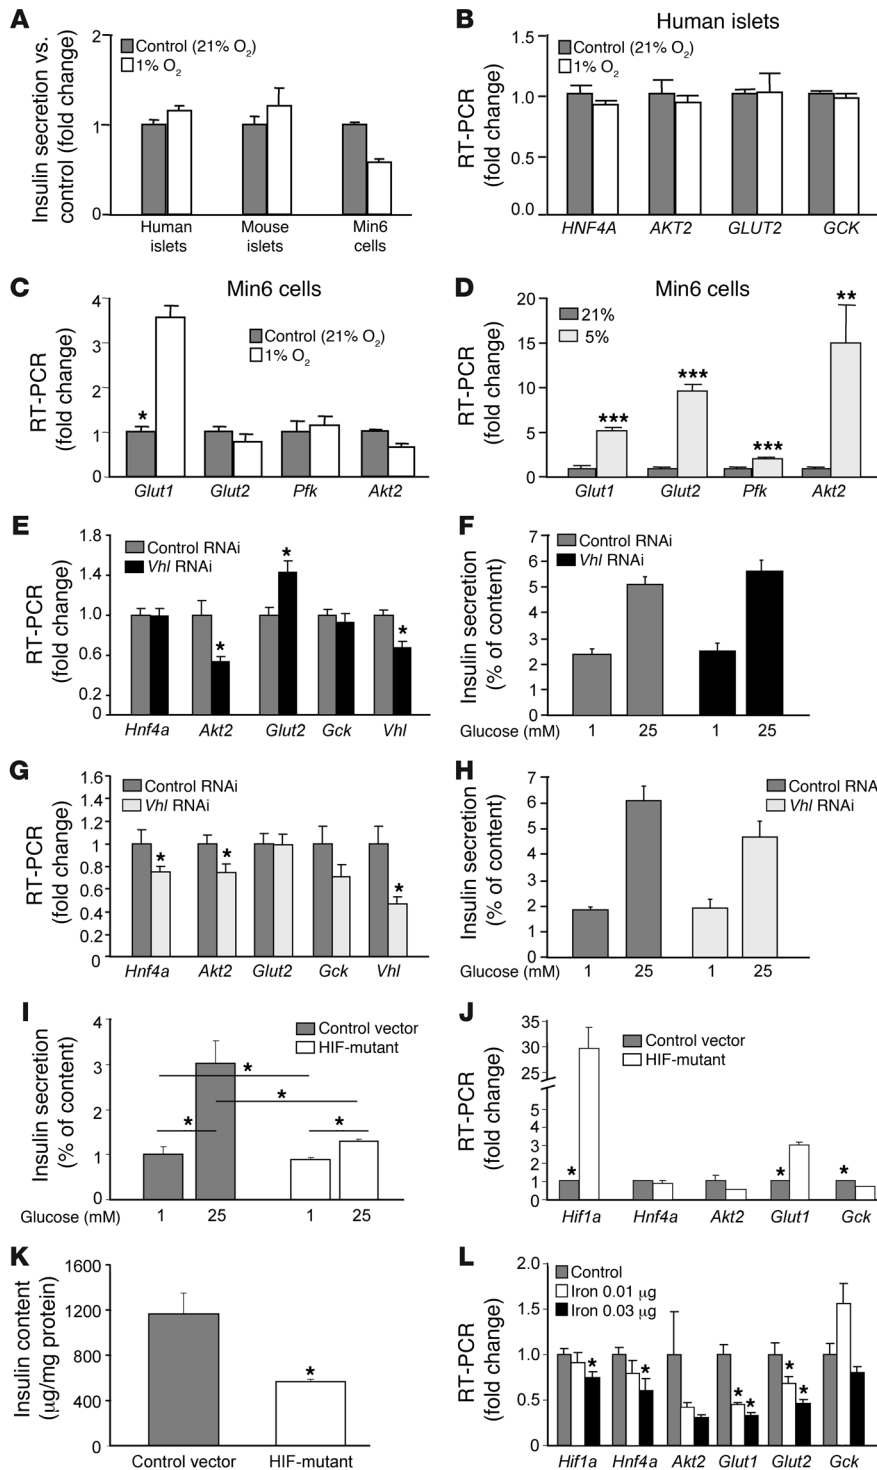 A
Insulin secretion vs.
control (fold change)
2
1
0
Control (21% O2)
1% O2
Human
islets
Mouse
islets
Min6
cells
B
Human islets
RT-PCR
(fold change)
1.5
1.0
0.5
0.0
Control (21% O2)
1% O2
HNF4A AKT2 GLUT2 GCK
C
Min6 cells
RT-PCR
(fold change)
4
3
2
1
0
Control (21% O2)
1% O2
*
Glut1 Glut2 Pfk Akt2
D
Min6 cells
RT-PCR
(fold change)
20
15
10
5
0
21%
5%
*** *** *** **
Glut1 Glut2 Pfk Akt2
E
RT-PCR
(fold change)
1.8
1.4
1.0
0.6
0.2
0
Control RNAi
Vhl RNAi
* * *
Hnf4a Akt2 Glut2 Gck Vhl
F
Insulin secretion
(% of content)
7
6
5
4
3
2
1
0
Control RNAi
Vhl RNAi
Glucose (mM) 1 25 1 25
G
RT-PCR
(fold change)
1.6
1.4
1.2
1
0.8
0.6
0.4
0.2
0
Control RNAi
Vhl RNAi
* * *
Hnf4a Akt2 Glut2 Gck Vhl
H
Insulin secretion
(% of content)
7
6
5
4
3
2
1
0
Control RNA
Vhl RNAi
Glucose (mM) 1 25 1 25
I
Insulin secretion
(% of content)
4
3
2
1
0
Control vector
HIF-mutant
* * * *
Glucose (mM) 1 25 1 25
J
RT-PCR
(fold change)
35
30
25
5
3
2
1
0
Control vector
HIF-mutant
* * *
Hif1a Hnf4a Akt2 Glut1 Gck
K
Insulin content
(µg/mg protein)
1600
1200
800
400
0
*
Control vector HIF-mutant
L
RT-PCR
(fold change)
2.0
1.5
1.0
0.5
0
Control
Iron 0.01 µg
Iron 0.03 µg
* * * * * *
Hif1a Hnf4a Akt2 Glut1 Glut2 Gck